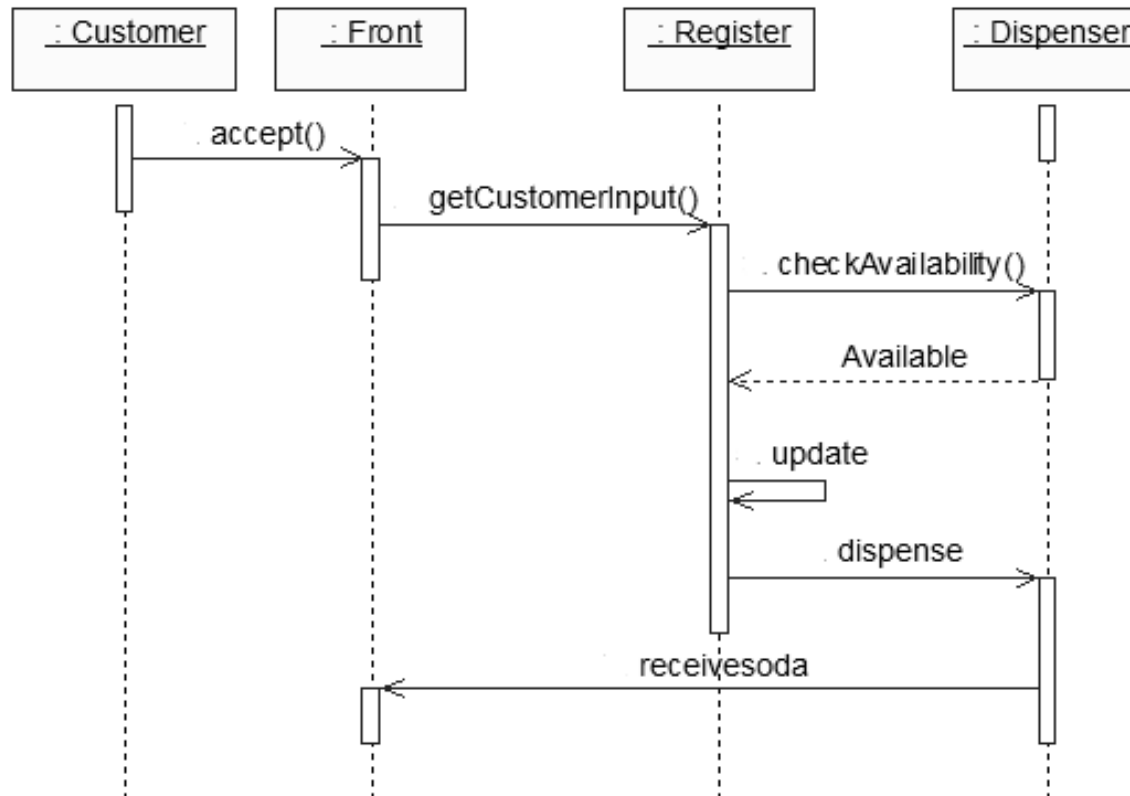 : Customer
: Front
: Register
: Dispenser
accept()
getCustomerInput()
checkAvailability()
Available
update
dispense
receivesoda